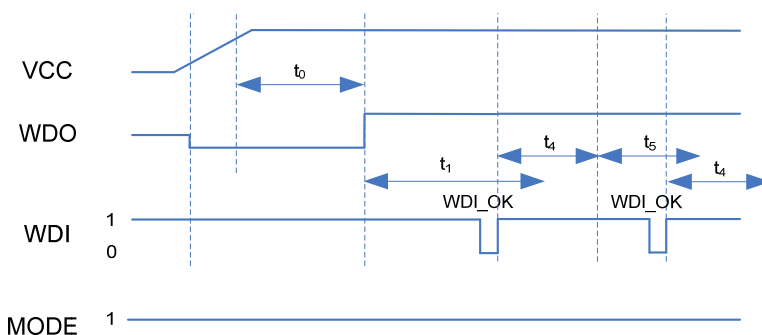 VCC
t₀
WDO
t₄
t₅
t₁
t₄
WDI_OK
WDI_OK
WDI
1
0
MODE
1